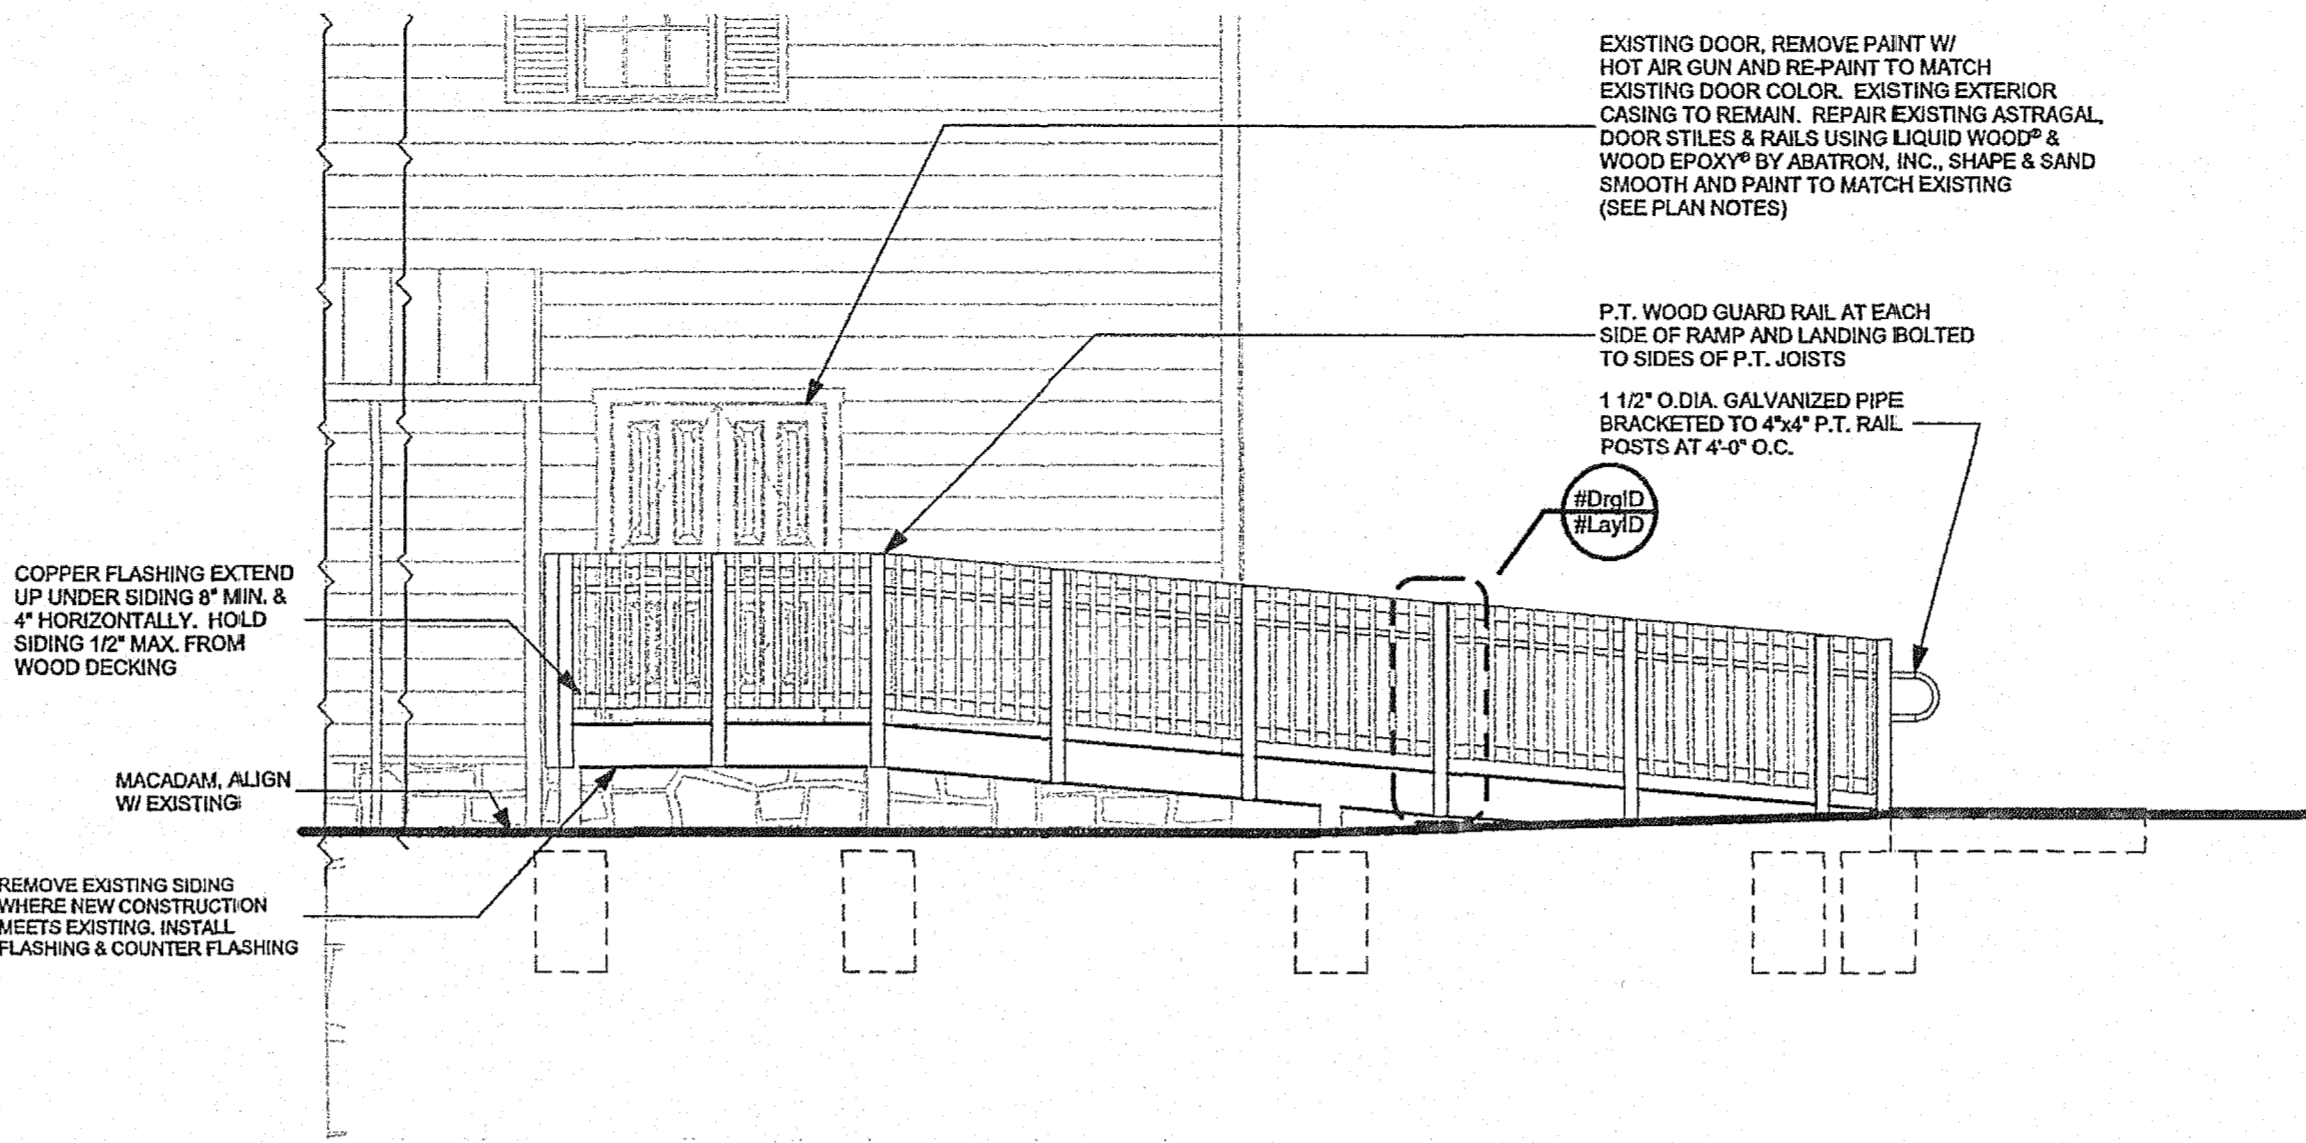 EXISTING DOOR, REMOVE PAINT W/
HOT AIR GUN AND RE-PAINT TO MATCH
EXISTING DOOR COLOR. EXISTING EXTERIOR
CASING TO REMAIN. REPAIR EXISTING ASTRAGAL,
DOOR STILES & RAILS USING LIQUID WOOD® &
WOOD EPOXY® BY ABATRON, INC., SHAPE & SAND
SMOOTH AND PAINT TO MATCH EXISTING
(SEE PLAN NOTES)
P.T. WOOD GUARD RAIL AT EACH
SIDE OF RAMP AND LANDING BOLTED
TO SIDES OF P.T. JOISTS
1 1/2" O.DIA. GALVANIZED PIPE
BRACKETED TO 4"x4" P.T. RAIL
POSTS AT 4'-0" O.C.
#DrgID
#LayID
COPPER FLASHING EXTEND
UP UNDER SIDING 8" MIN. &
4" HORIZONTALLY. HOLD
SIDING 1/2" MAX. FROM
WOOD DECKING
MACADAM, ALIGN
W/ EXISTING
REMOVE EXISTING SIDING
WHERE NEW CONSTRUCTION
MEETS EXISTING. INSTALL
FLASHING & COUNTER FLASHING